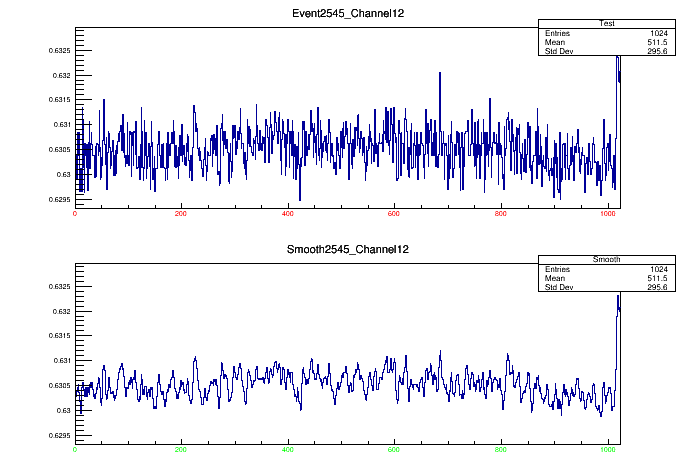 Event2545_Channel12
Test
Entries 1024
Mean 511.5
Std Dev 295.6
0.6325
0.632
0.6315
0.631
0.6305
0.63
0.6295
0 200 400 600 800 1000
Smooth2545_Channel12
Smooth
Entries 1024
Mean 511.5
Std Dev 295.6
0.6325
0.632
0.6315
0.631
0.6305
0.63
0.6295
0 200 400 600 800 1000